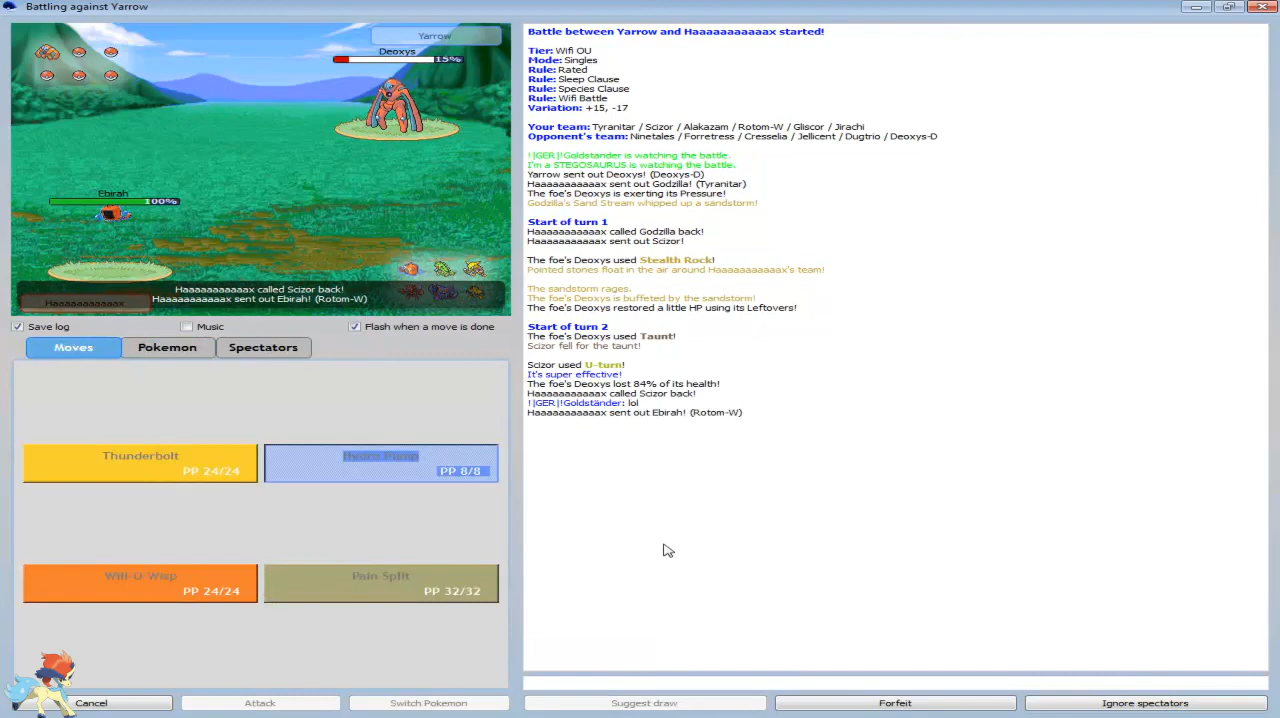 Battling against Yarrow
Yarrow
Deoxys
15%
Ebirah
100%
Haaaaaaaaaaax called Scizor back!
Haaaaaaaaaaax sent out Ebirah! (Rotom-W)
Haaaaaaaaaaax
Save log
Music
Flash when a move is done
Moves
Pokemon
Spectators
Thunderbolt
PP 24/24
Hydro Pump
PP 8/8
Will-O-Wisp
PP 24/24
Pain Split
PP 32/32
Cancel
Attack
Switch Pokemon
Battle between Yarrow and Haaaaaaaaaaax started!
Tier: Wifi OU
Mode: Singles
Rule: Rated
Rule: Sleep Clause
Rule: Species Clause
Rule: Wifi Battle
Variation: +15, -17
Your team: Tyranitar / Scizor / Alakazam / Rotom-W / Gliscor / Jirachi
Opponent's team: Ninetales / Forretress / Cresselia / Jellicent / Dugtrio / Deoxys-D
!|GER|!Goldständer is watching the battle.
I'm a STEGOSAURUS is watching the battle.
Yarrow sent out Deoxys! (Deoxys-D)
Haaaaaaaaaaax sent out Godzilla! (Tyranitar)
The foe's Deoxys is exerting its Pressure!
Godzilla's Sand Stream whipped up a sandstorm!
Start of turn 1
Haaaaaaaaaaax called Godzilla back!
Haaaaaaaaaaax sent out Scizor!
The foe's Deoxys used Stealth Rock!
Pointed stones float in the air around Haaaaaaaaaaax's team!
The sandstorm rages.
The foe's Deoxys is buffeted by the sandstorm!
The foe's Deoxys restored a little HP using its Leftovers!
Start of turn 2
The foe's Deoxys used Taunt!
Scizor fell for the taunt!
Scizor used U-turn!
It's super effective!
The foe's Deoxys lost 84% of its health!
Haaaaaaaaaaax called Scizor back!
!|GER|!Goldständer: lol
Haaaaaaaaaaax sent out Ebirah! (Rotom-W)
Suggest draw
Forfeit
Ignore spectators